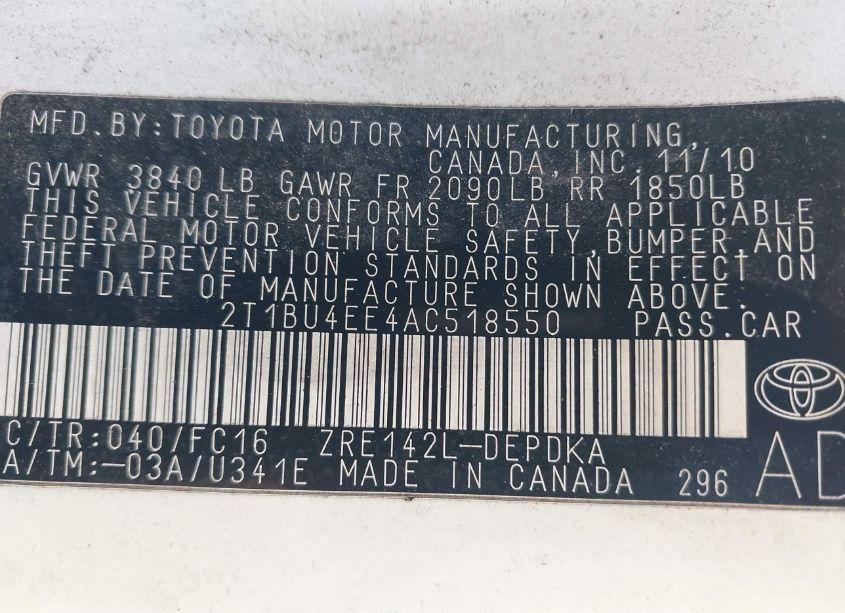 MFD.BY:TOYOTA MOTOR MANUFACTURING,
CANADA,INC. 11/10
GVWR 3840LB GAWR FR 2090LB RR 1850LB
THIS VEHICLE CONFORMS TO ALL APPLICABLE
FEDERAL MOTOR VEHICLE SAFETY,BUMPER,AND
THEFT PREVENTION STANDARDS IN EFFECT ON
THE DATE OF MANUFACTURE SHOWN ABOVE.
2T1BU4EE4AC518550 PASS.CAR
C/TR:040/FC16 ZRE142L-DEPDKA
A/TM:-03A/U341E MADE IN CANADA 296 AD